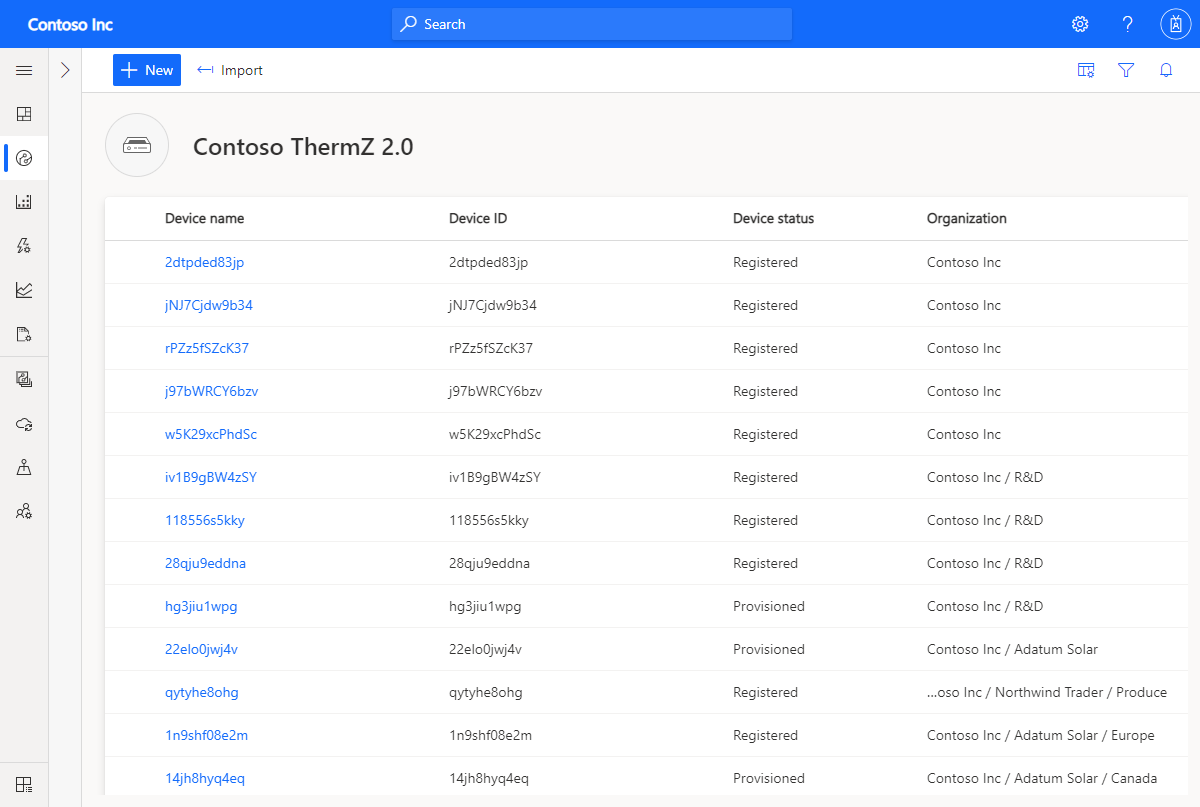 Contoso Inc
Search
New
Import
Contoso ThermZ 2.0
Device name Device ID Device status Organization
2dtpded83jp 2dtpded83jp Registered Contoso Inc
jNJ7Cjdw9b34 jNJ7Cjdw9b34 Registered Contoso Inc
rPZz5fSZcK37 rPZz5fSZcK37 Registered Contoso Inc
j97bWRCY6bzv j97bWRCY6bzv Registered Contoso Inc
w5K29xcPhdSc w5K29xcPhdSc Registered Contoso Inc
iv1B9gBW4zSY iv1B9gBW4zSY Registered Contoso Inc / R&D
118556s5kky 118556s5kky Registered Contoso Inc / R&D
28qju9eddna 28qju9eddna Registered Contoso Inc / R&D
hg3jiu1wpg hg3jiu1wpg Provisioned Contoso Inc / R&D
22elo0jwj4v 22elo0jwj4v Provisioned Contoso Inc / Adatum Solar
qytyhe8ohg qytyhe8ohg Registered ...oso Inc / Northwind Trader / Produce
1n9shf08e2m 1n9shf08e2m Registered Contoso Inc / Adatum Solar / Europe
14jh8hyq4eq 14jh8hyq4eq Provisioned Contoso Inc / Adatum Solar / Canada